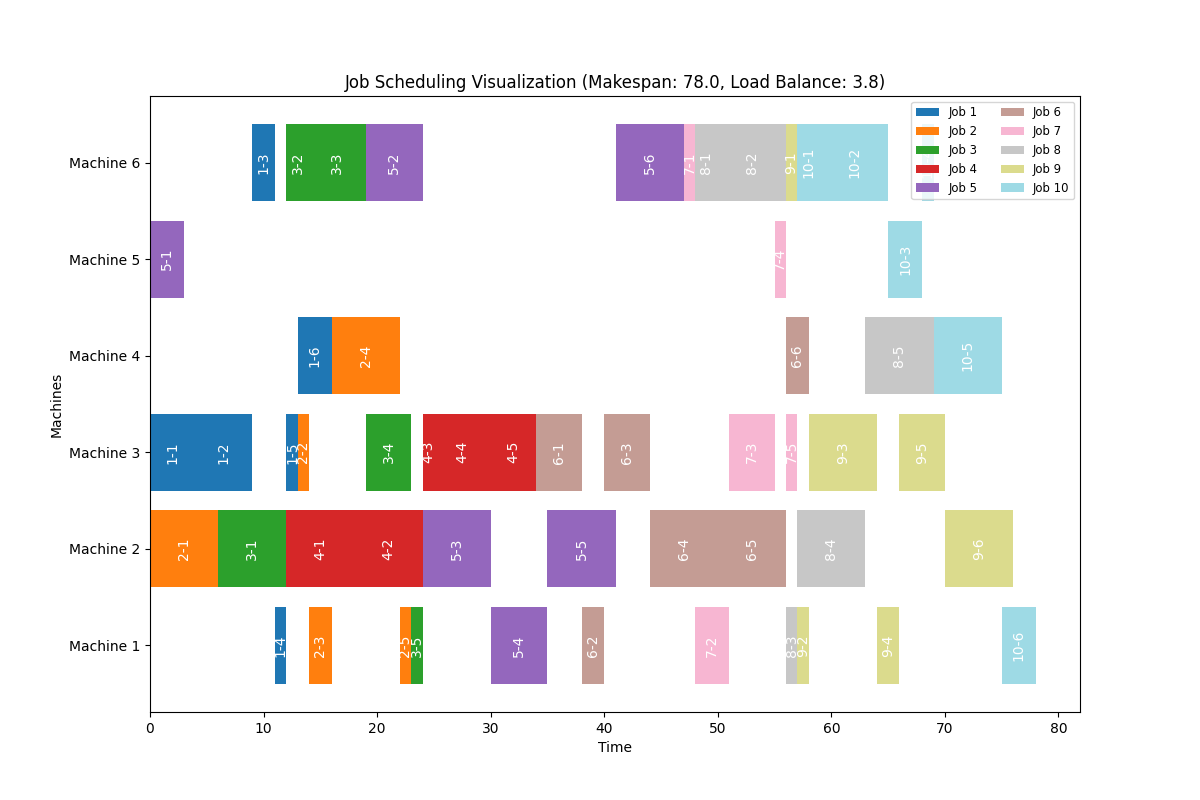 Job Scheduling Visualization (Makespan: 78.0, Load Balance: 3.8)
Job 1 Job 6
Job 2 Job 7
Job 3 Job 8
Job 4 Job 9
Job 5 Job 10
Machine 6 1-3 3-2 3-3 5-2 5-6 7-1 8-1 8-2 9-1 10-1 10-2
Machine 5 5-1 7-4 10-3
Machine 4 1-6 2-4 6-6 8-5 10-5
Machine 3 1-1 1-2 1-5 2-2 3-4 4-3 4-4 4-5 6-1 6-3 7-3 7-5 9-3 9-5
Machine 2 2-1 3-1 4-1 4-2 5-3 5-5 6-4 6-5 8-4 9-6
Machine 1 1-4 2-3 2-5 3-5 5-4 6-2 7-2 8-3 9-2 9-4 10-6
Machines
0 10 20 30 40 50 60 70 80
Time